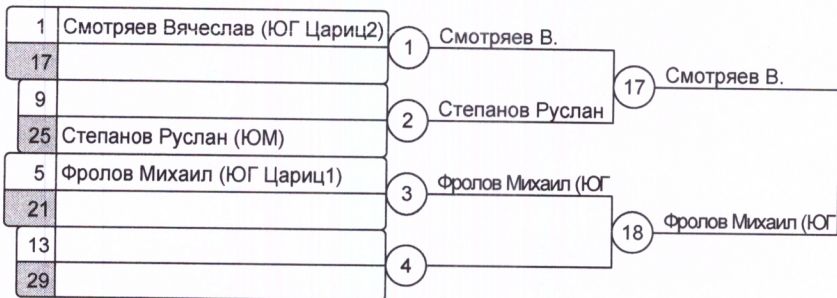 1 Смотряев Вячеслав (ЮГ Цариц2)
17
1 Смотряев В.
9
25 Степанов Руслан (ЮМ)
2 Степанов Руслан
17 Смотряев В.
5 Фролов Михаил (ЮГ Цариц1)
21
3 Фролов Михаил (ЮГ
13
29
4
18 Фролов Михаил (ЮГ